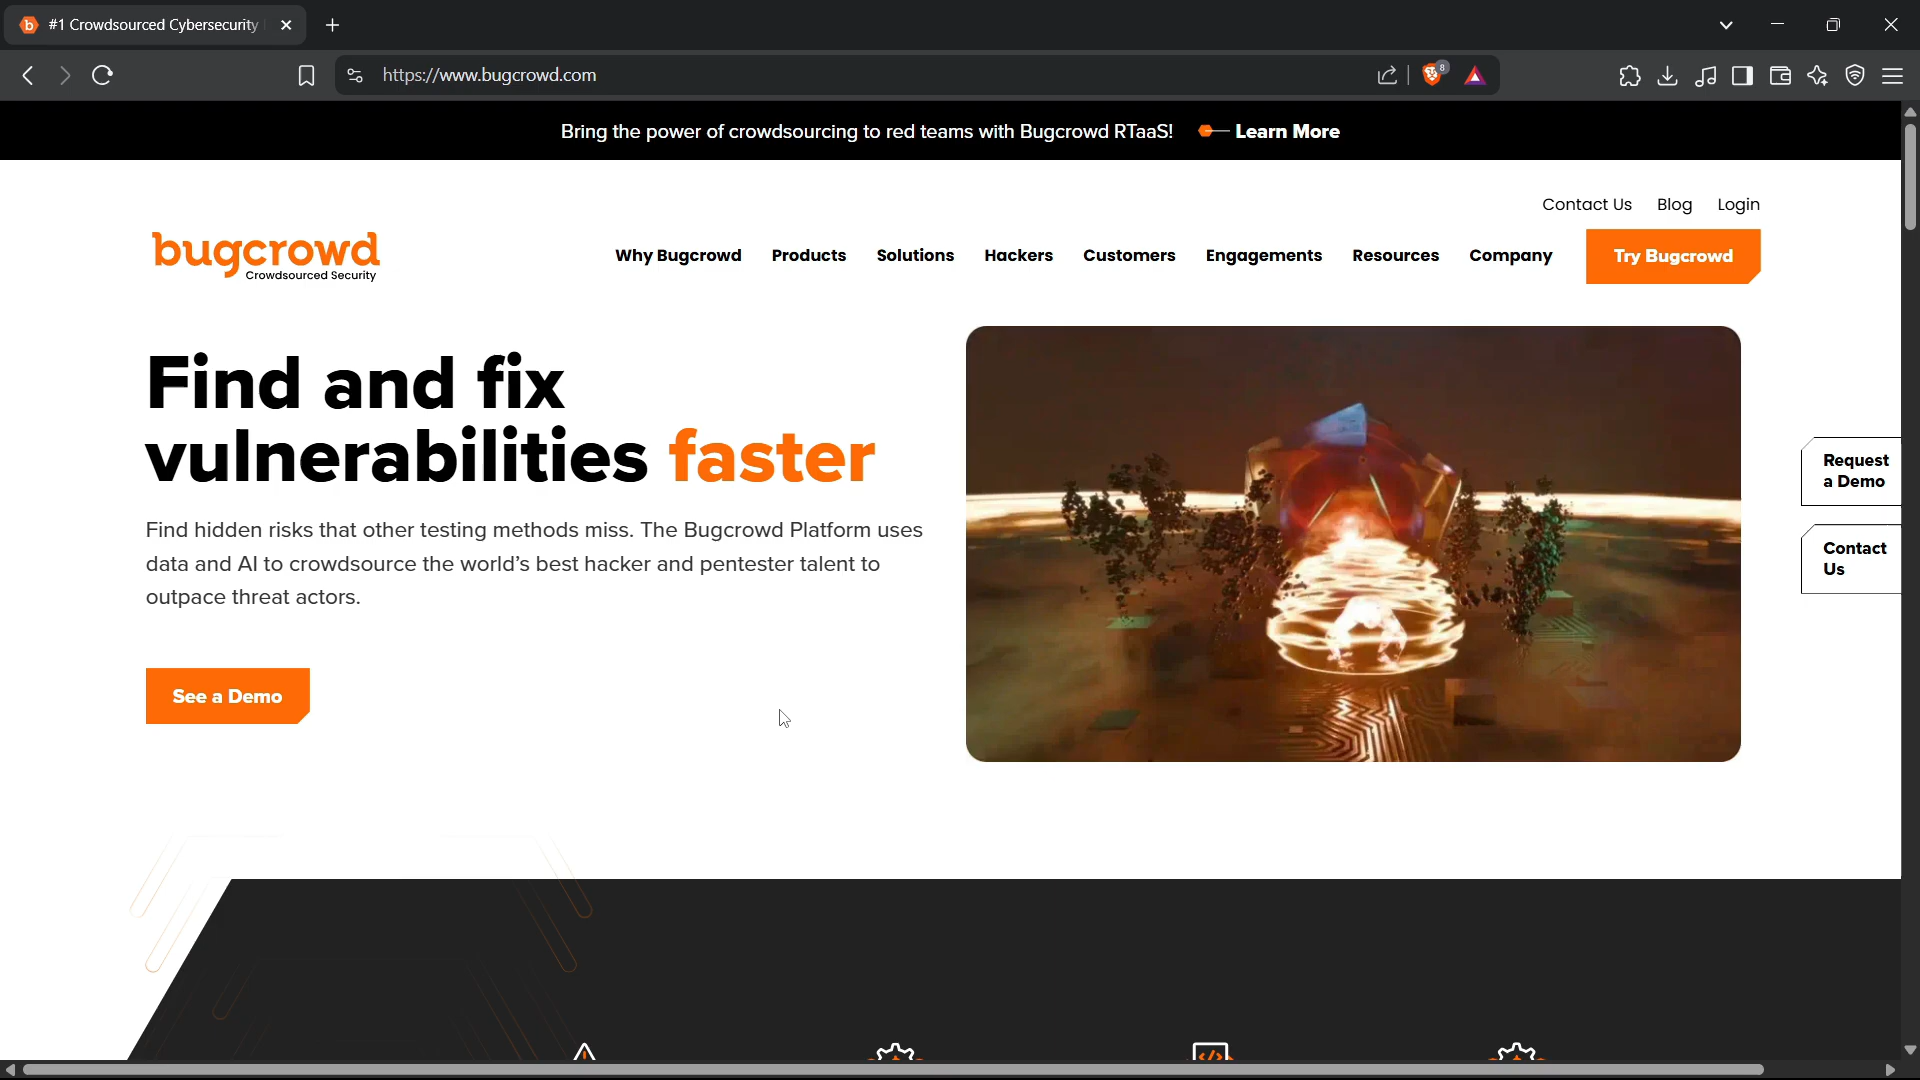 #1 Crowdsourced Cybersecurity
https://www.bugcrowd.com
8
Bring the power of crowdsourcing to red teams with Bugcrowd RTaaS! Learn More
Contact Us Blog Login
bugcrowd
Crowdsourced Security
Why Bugcrowd Products Solutions Hackers Customers Engagements Resources Company Try Bugcrowd
Find and fix
vulnerabilities faster
Find hidden risks that other testing methods miss. The Bugcrowd Platform uses
data and AI to crowdsource the world’s best hacker and pentester talent to
outpace threat actors.
See a Demo
Request
a Demo
Contact
Us